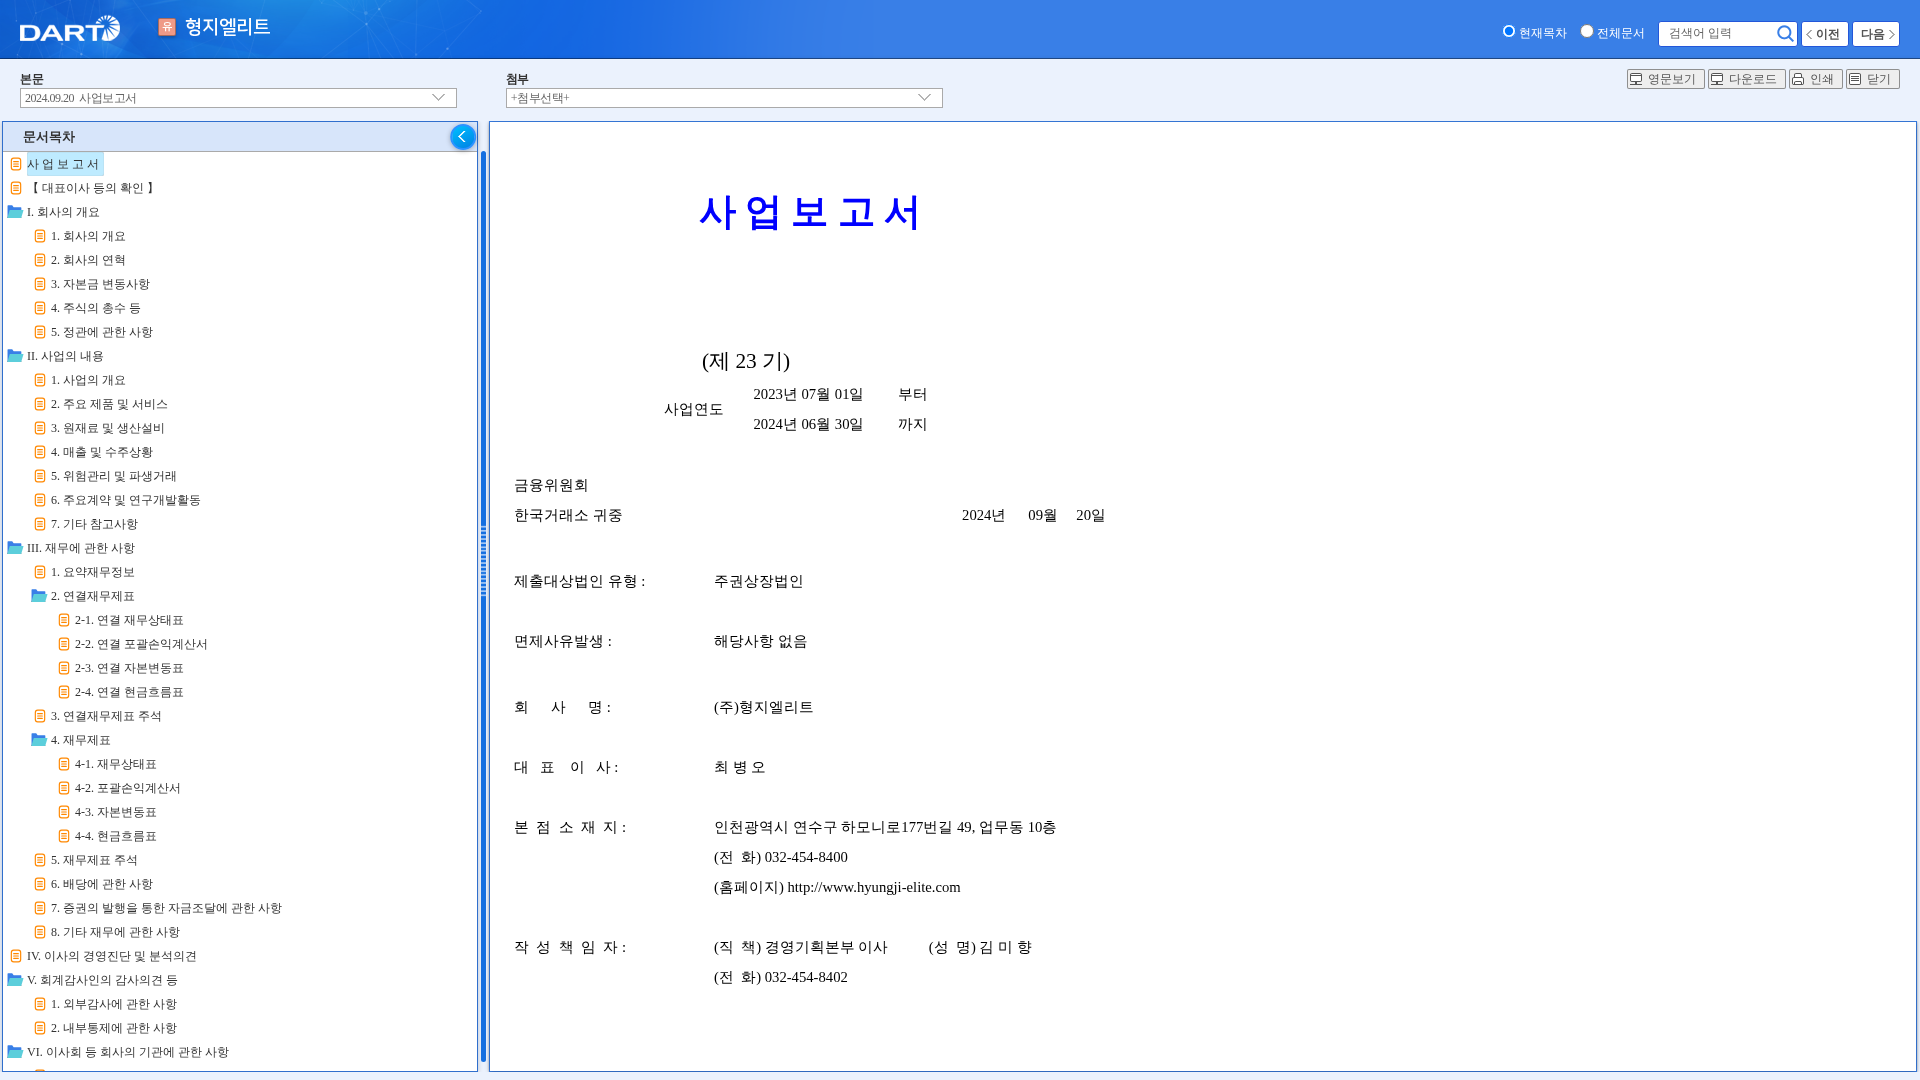 DART 유 형지엘리트
현재목차 전체문서 검색어 입력 이전 다음
본문 첨부
2024.09.20 사업보고서 +첨부선택+
영문보기 다운로드 인쇄 닫기
문서목차
사 업 보 고 서
【 대표이사 등의 확인 】
I. 회사의 개요
1. 회사의 개요
2. 회사의 연혁
3. 자본금 변동사항
4. 주식의 총수 등
5. 정관에 관한 사항
II. 사업의 내용
1. 사업의 개요
2. 주요 제품 및 서비스
3. 원재료 및 생산설비
4. 매출 및 수주상황
5. 위험관리 및 파생거래
6. 주요계약 및 연구개발활동
7. 기타 참고사항
III. 재무에 관한 사항
1. 요약재무정보
2. 연결재무제표
2-1. 연결 재무상태표
2-2. 연결 포괄손익계산서
2-3. 연결 자본변동표
2-4. 연결 현금흐름표
3. 연결재무제표 주석
4. 재무제표
4-1. 재무상태표
4-2. 포괄손익계산서
4-3. 자본변동표
4-4. 현금흐름표
5. 재무제표 주석
6. 배당에 관한 사항
7. 증권의 발행을 통한 자금조달에 관한 사항
8. 기타 재무에 관한 사항
IV. 이사의 경영진단 및 분석의견
V. 회계감사인의 감사의견 등
1. 외부감사에 관한 사항
2. 내부통제에 관한 사항
VI. 이사회 등 회사의 기관에 관한 사항
사 업 보 고 서
(제 23 기)
사업연도
2023년 07월 01일 부터
2024년 06월 30일 까지
금융위원회
한국거래소 귀중 2024년 09월 20일
제출대상법인 유형 : 주권상장법인
면제사유발생 : 해당사항 없음
회 사 명 : (주)형지엘리트
대 표 이 사 : 최 병 오
본 점 소 재 지 : 인천광역시 연수구 하모니로177번길 49, 업무동 10층
(전 화) 032-454-8400
(홈페이지) http://www.hyungji-elite.com
작 성 책 임 자 : (직 책) 경영기획본부 이사 (성 명) 김 미 향
(전 화) 032-454-8402